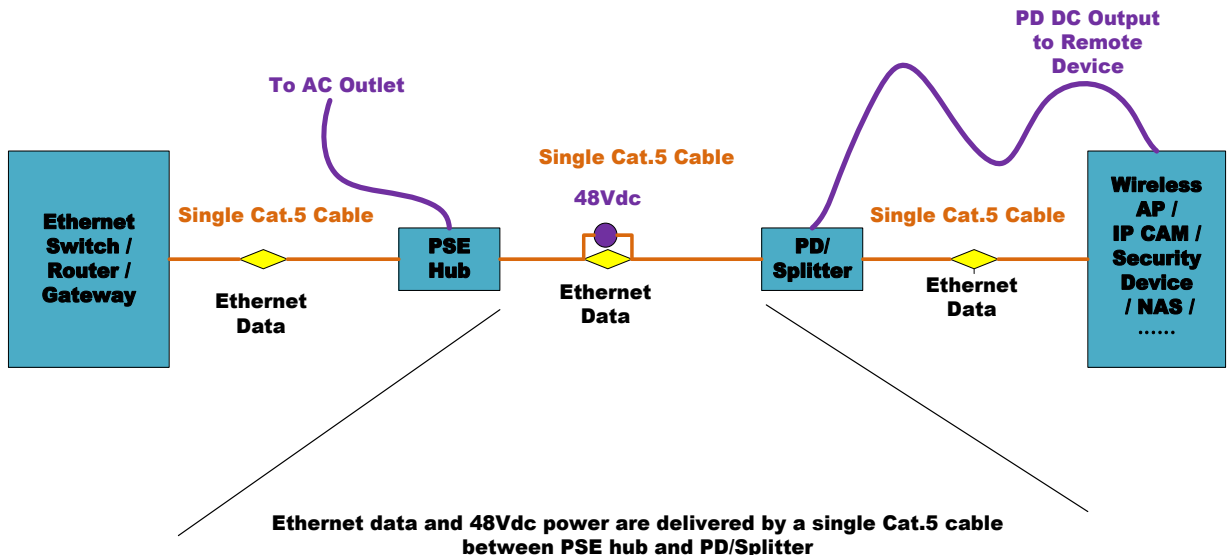 PD DC Output
to Remote
Device
To AC Outlet
Single Cat.5 Cable
48Vdc
Single Cat.5 Cable
Single Cat.5 Cable
Ethernet
Switch /
Router /
Gateway
PSE
Hub
PD/
Splitter
Wireless
AP /
IP CAM /
Security
Device
/ NAS /
......
Ethernet
Data
Ethernet
Data
Ethernet
Data
Ethernet data and 48Vdc power are delivered by a single Cat.5 cable
between PSE hub and PD/Splitter